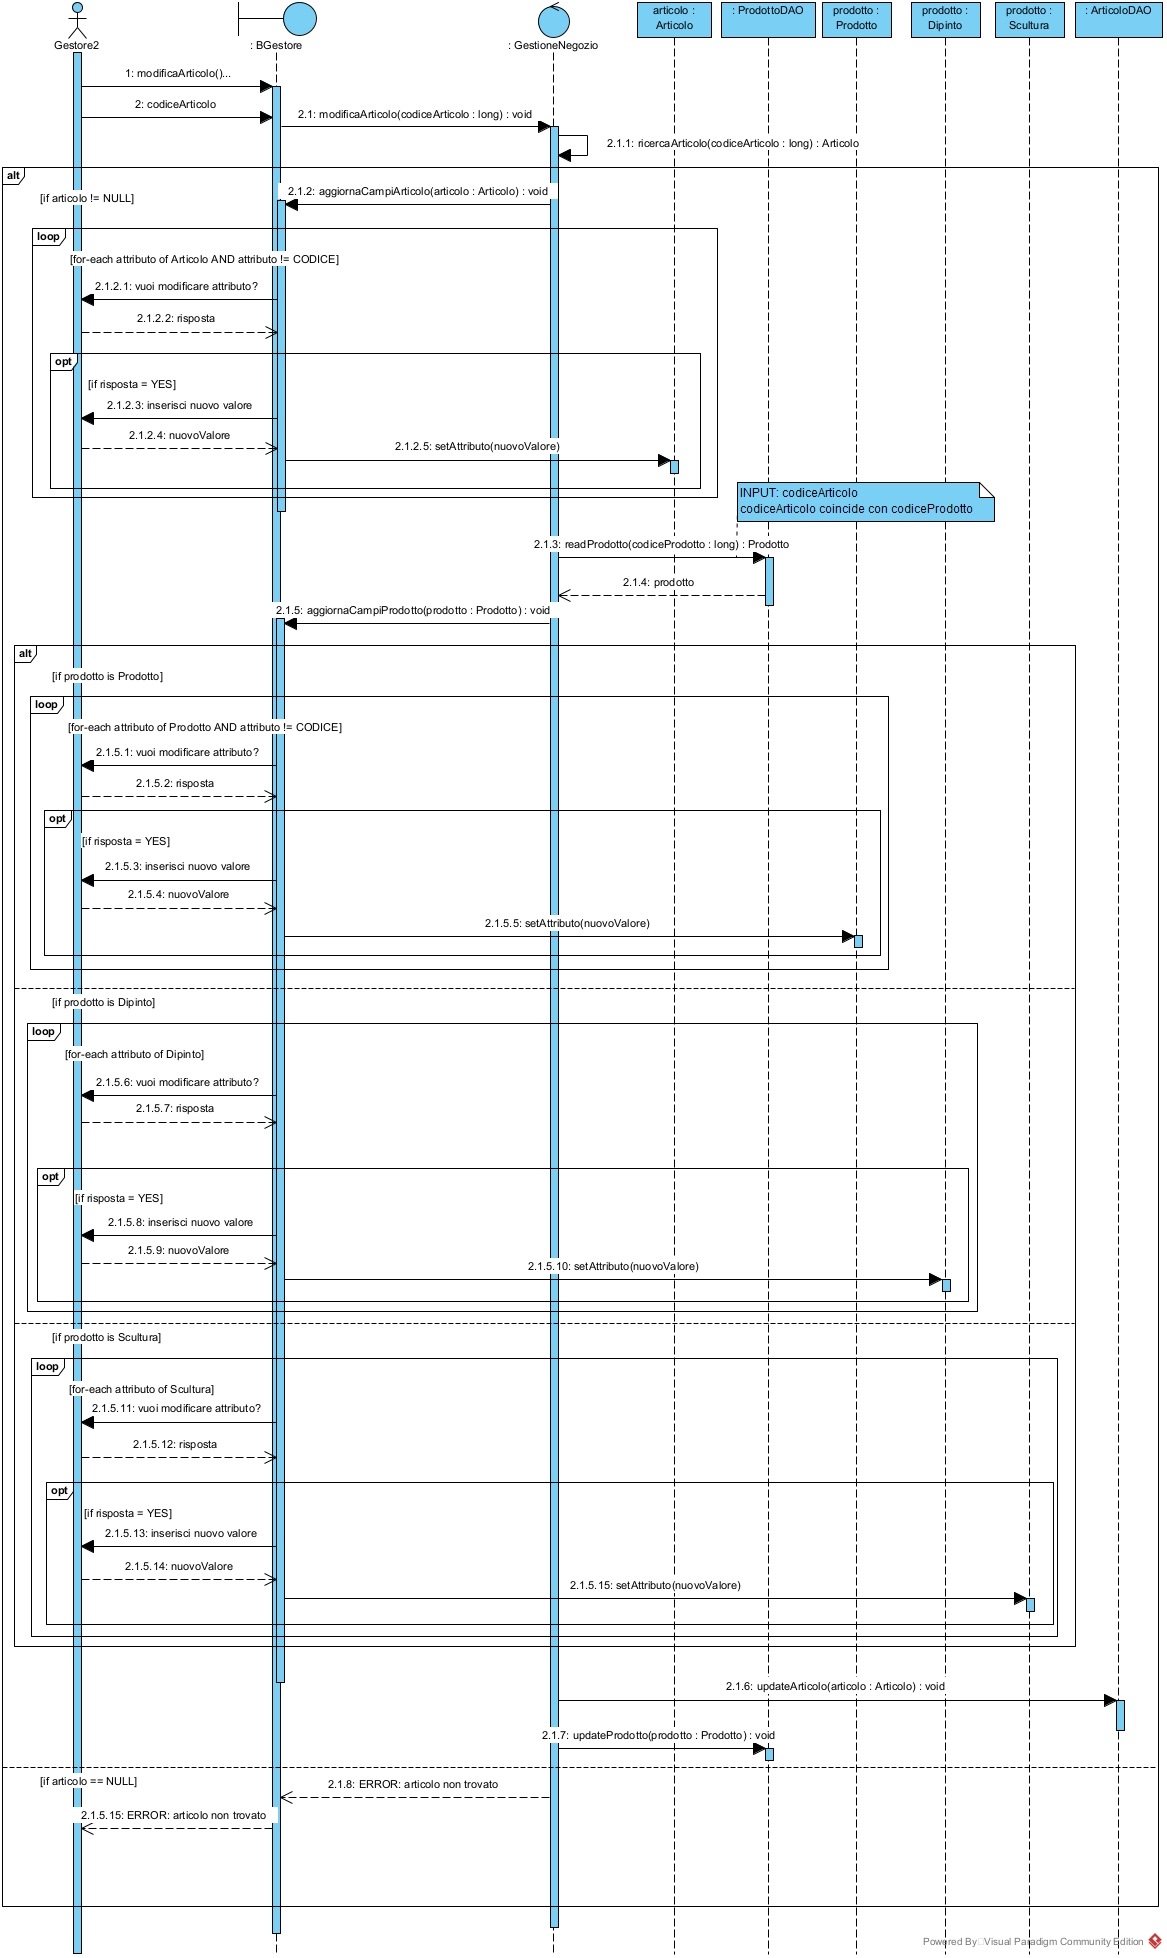 Gestore2
: BGestore
: GestioneNegozio
articolo :
Articolo
: ProdottoDAO
prodotto :
Prodotto
prodotto :
Dipinto
prodotto :
Scultura
: ArticoloDAO
1: modificaArticolo()...
2: codiceArticolo
2.1: modificaArticolo(codiceArticolo : long) : void
2.1.1: ricercaArticolo(codiceArticolo : long) : Articolo
alt
[if articolo != NULL]
2.1.2: aggiornaCampiArticolo(articolo : Articolo) : void
loop
[for-each attributo of Articolo AND attributo != CODICE]
2.1.2.1: vuoi modificare attributo?
2.1.2.2: risposta
opt
[if risposta = YES]
2.1.2.3: inserisci nuovo valore
2.1.2.4: nuovoValore
2.1.2.5: setAttributo(nuovoValore)
INPUT: codiceArticolo
codiceArticolo coincide con codiceProdotto
2.1.3: readProdotto(codiceProdotto : long) : Prodotto
2.1.4: prodotto
2.1.5: aggiornaCampiProdotto(prodotto : Prodotto) : void
alt
[if prodotto is Prodotto]
loop
[for-each attributo of Prodotto AND attributo != CODICE]
2.1.5.1: vuoi modificare attributo?
2.1.5.2: risposta
opt
[if risposta = YES]
2.1.5.3: inserisci nuovo valore
2.1.5.4: nuovoValore
2.1.5.5: setAttributo(nuovoValore)
[if prodotto is Dipinto]
loop
[for-each attributo of Dipinto]
2.1.5.6: vuoi modificare attributo?
2.1.5.7: risposta
opt
[if risposta = YES]
2.1.5.8: inserisci nuovo valore
2.1.5.9: nuovoValore
2.1.5.10: setAttributo(nuovoValore)
[if prodotto is Scultura]
loop
[for-each attributo of Scultura]
2.1.5.11: vuoi modificare attributo?
2.1.5.12: risposta
opt
[if risposta = YES]
2.1.5.13: inserisci nuovo valore
2.1.5.14: nuovoValore
2.1.5.15: setAttributo(nuovoValore)
2.1.6: updateArticolo(articolo : Articolo) : void
2.1.7: updateProdotto(prodotto : Prodotto) : void
[if articolo == NULL]
2.1.8: ERROR: articolo non trovato
2.1.5.15: ERROR: articolo non trovato
Powered By Visual Paradigm Community Edition